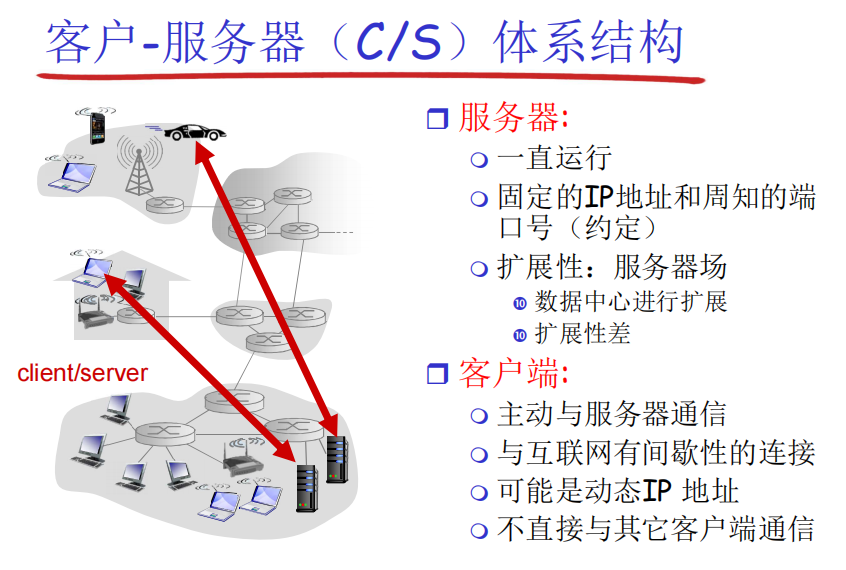 客户-服务器（C/S）体系结构
服务器:
一直运行
固定的IP地址和周知的端
口号（约定）
扩展性：服务器场
⑩ 数据中心进行扩展
⑩ 扩展性差
客户端:
主动与服务器通信
与互联网有间歇性的连接
可能是动态IP 地址
不直接与其它客户端通信
client/server